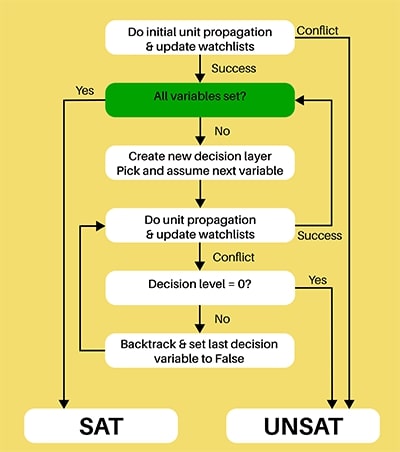 Do initial unit propagation
& update watchlists
Conflict
Success
Yes
All variables set?
No
Create new decision layer
Pick and assume next variable
Do unit propagation
& update watchlists
Success
Conflict
Decision level = 0?
Yes
No
Backtrack & set last decision
variable to False
SAT
UNSAT